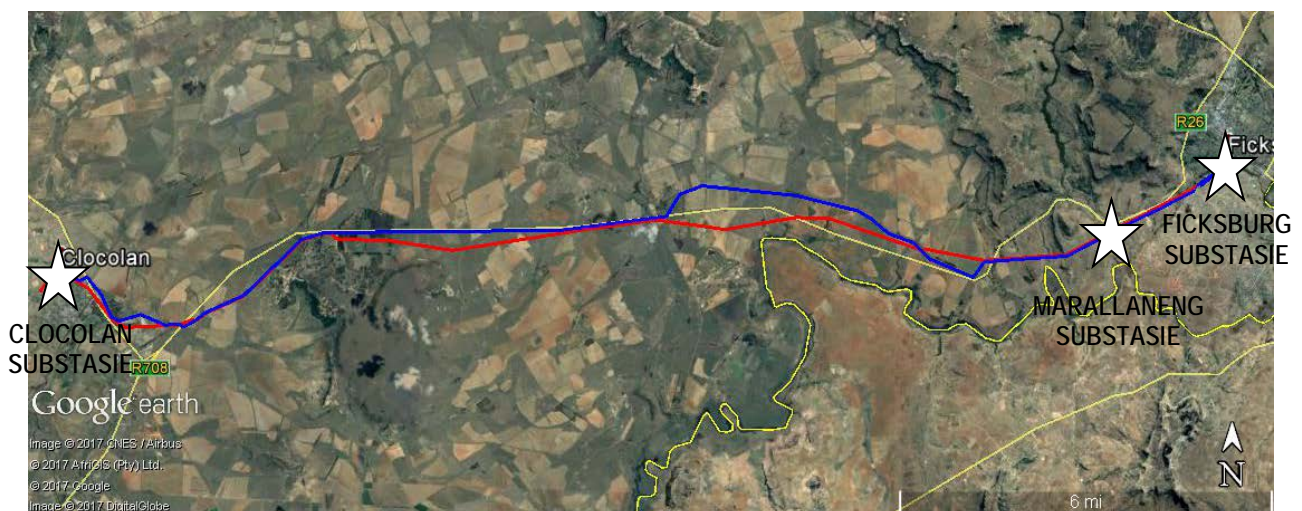 R26
Ficks
FICKSBURG
SUBSTASIE
Clocolan
MARALLANENG
SUBSTASIE
CLOCOLAN
SUBSTASIE
R708
Google earth
Image © 2017 CNES / Airbus
© 2017 AfriGIS (Pty) Ltd.
© 2017 Google
Image © 2017 DigitalGlobe
6 mi
N